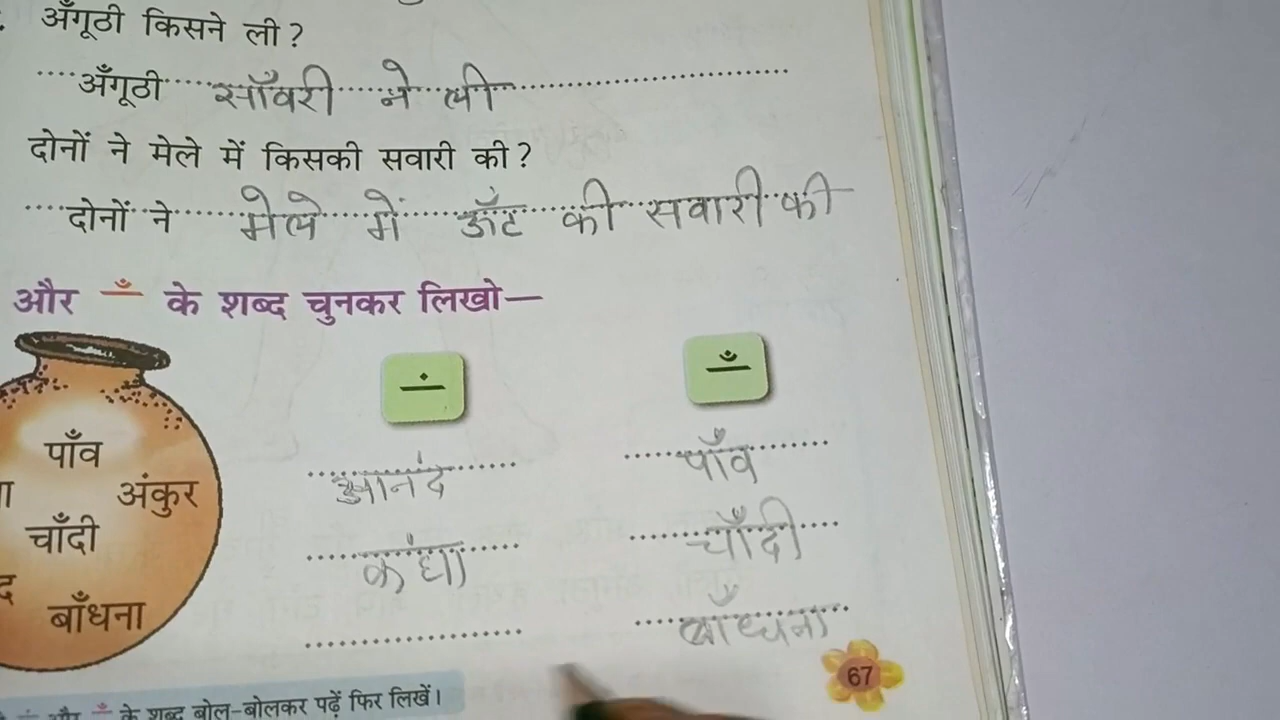 अँगूठी किसने ली?
अँगूठी साँवरी ने ली
दोनों ने मेले में किसकी सवारी की?
दोनों ने मेले में ऊँट की सवारी की
और ँ के शब्द चुनकर लिखो—
ं ँ
पाँव
अंकुर
चाँदी
बाँधना
आनंद पाँव
कंघा चाँदी
बाँधना
67
ं और ँ के शब्द बोल-बोलकर पढ़ें फिर लिखें।